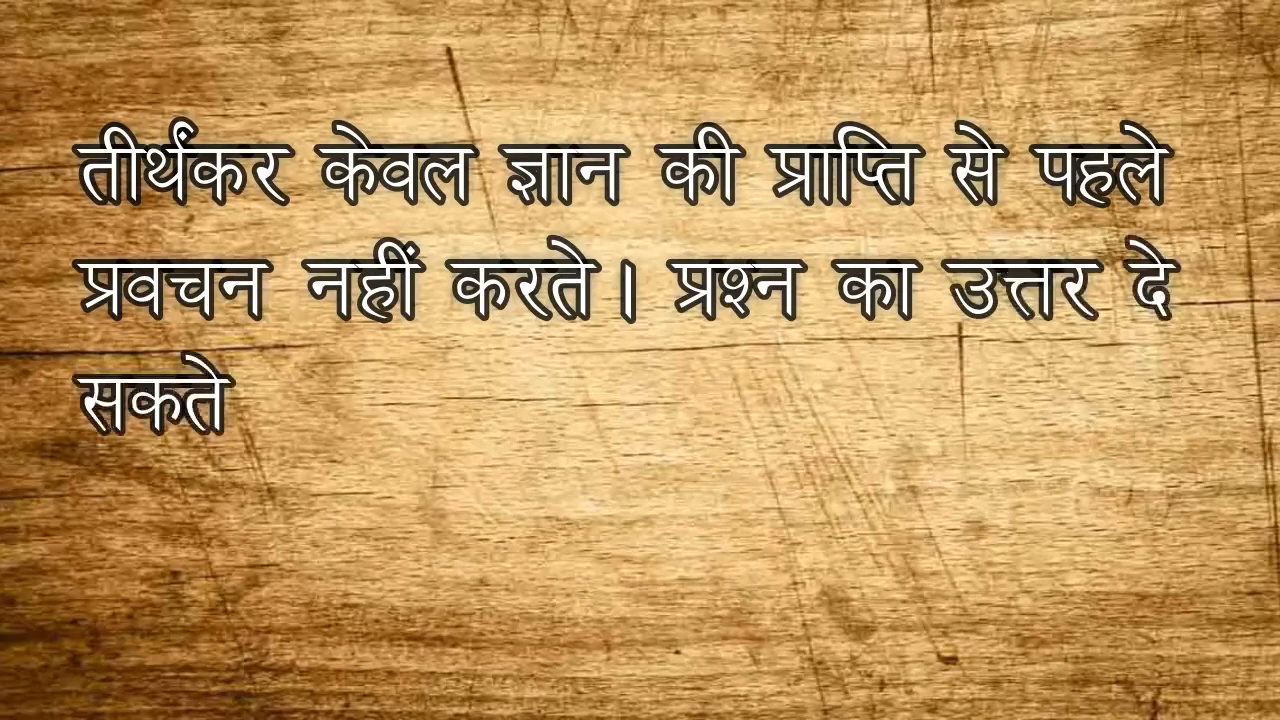 तीर्थंकर केवल ज्ञान की प्राप्ति से पहले
प्रवचन नहीं करते। प्रश्न का उत्तर दे
सकते